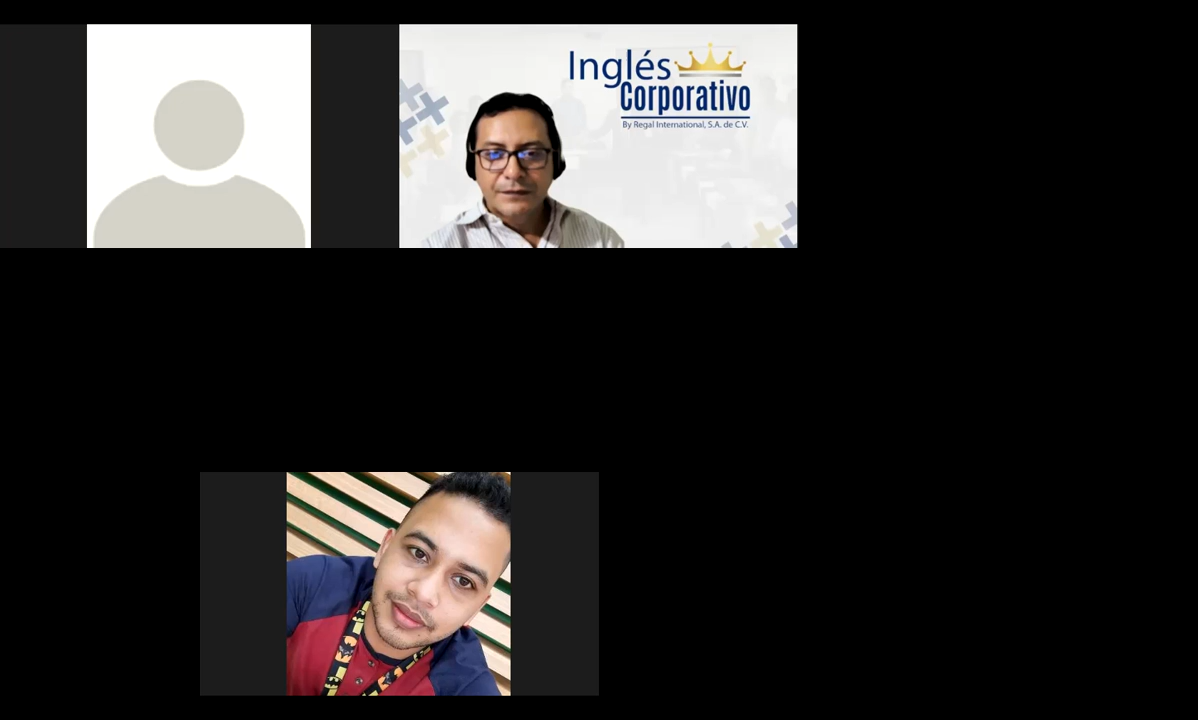 Inglés
Corporativo
By Regal International, S.A. de C.V.